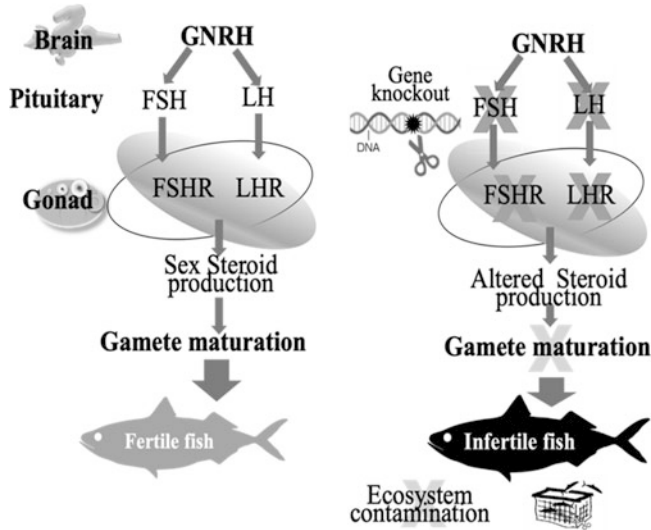 Brain
GNRH
Pituitary
FSH
LH
Gonad
FSHR
LHR
Sex Steroid
production
Gamete maturation
Fertile fish
GNRH
Gene
knockout
DNA
FSH
LH
FSHR
LHR
Altered Steroid
production
Gamete maturation
Infertile fish
Ecosystem
contamination